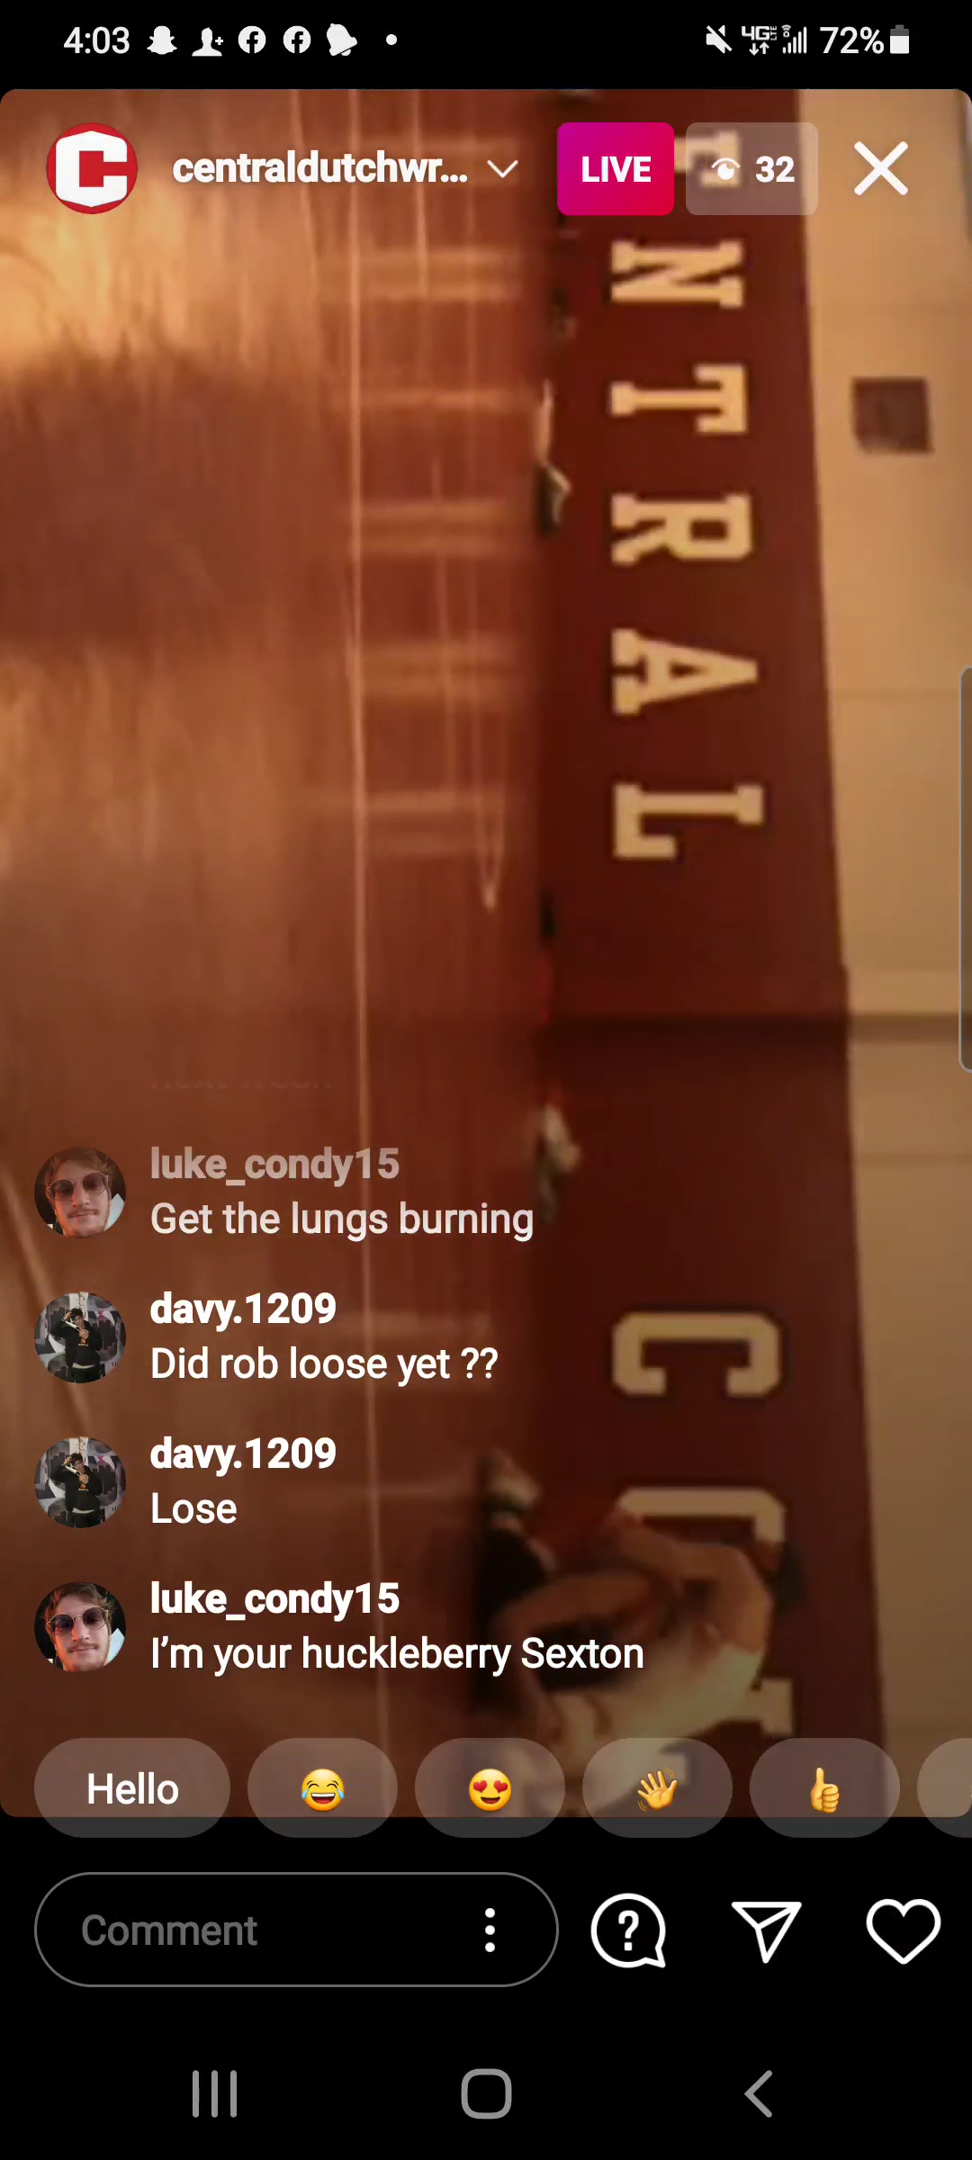 4:03
4G
72%
C
centraldutchwr...
LIVE
32
N
T
R
A
L
luke_condy15
Get the lungs burning
davy.1209
Did rob loose yet ??
davy.1209
Lose
luke_condy15
I’m your huckleberry Sexton
C
Hello
Comment